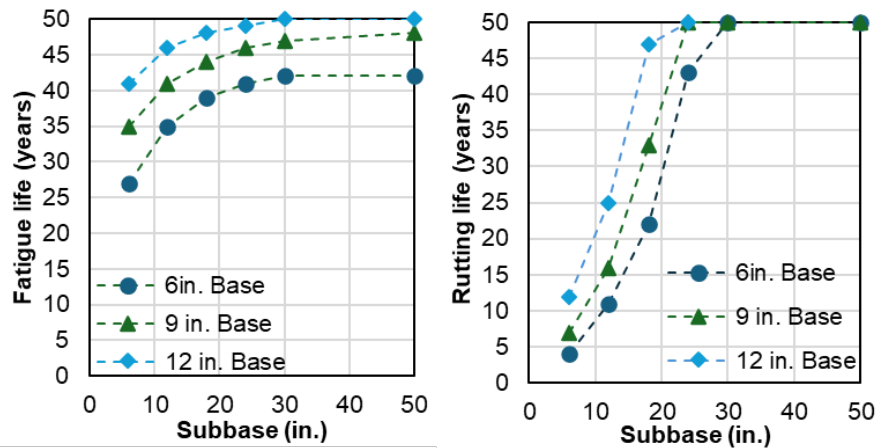 Fatigue life (years)
50
45
40
35
30
25
20
15
10
5
0
6in. Base
9 in. Base
12 in. Base
0 10 20 30 40 50
Subbase (in.)
Rutting life (years)
50
45
40
35
30
25
20
15
10
5
0
6in. Base
9 in. Base
12 in. Base
0 10 20 30 40 50
Subbase (in.)